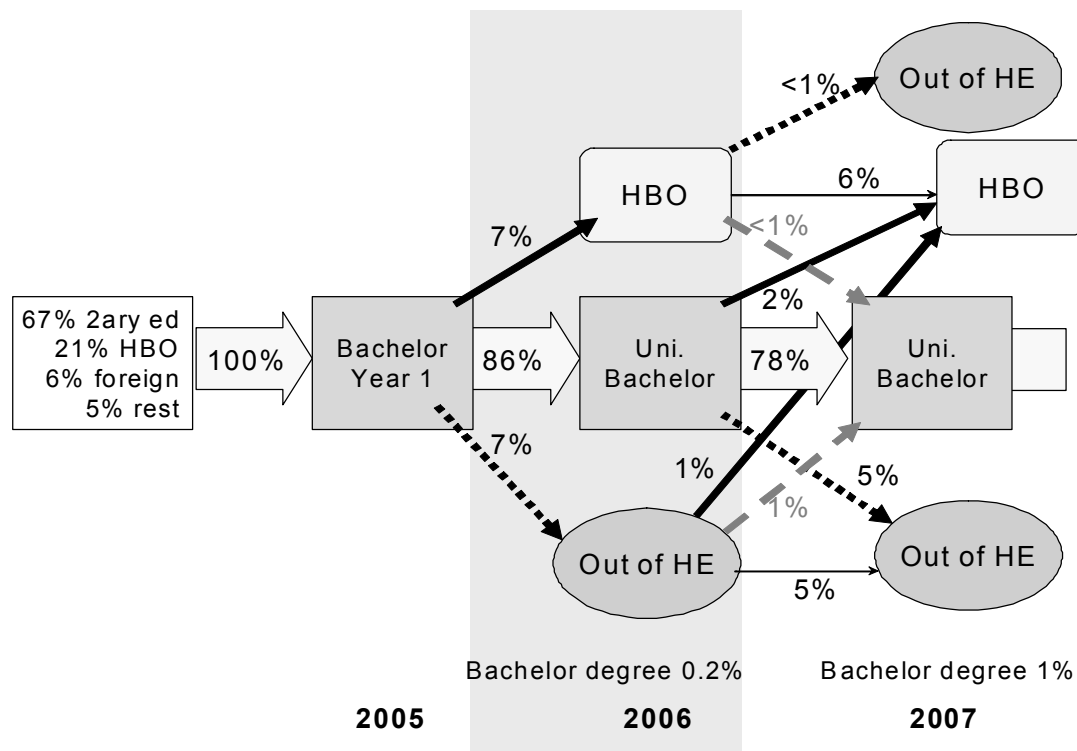 Out of HE
<1%
HBO
6%
HBO
7%
<1%
2%
67% 2ary ed
21% HBO
6% foreign
5% rest
100%
Bachelor
Year 1
86%
Uni.
Bachelor
78%
Uni.
Bachelor
7%
1%
5%
1%
Out of HE
5%
Out of HE
Bachelor degree 0.2%
Bachelor degree 1%
2005
2006
2007